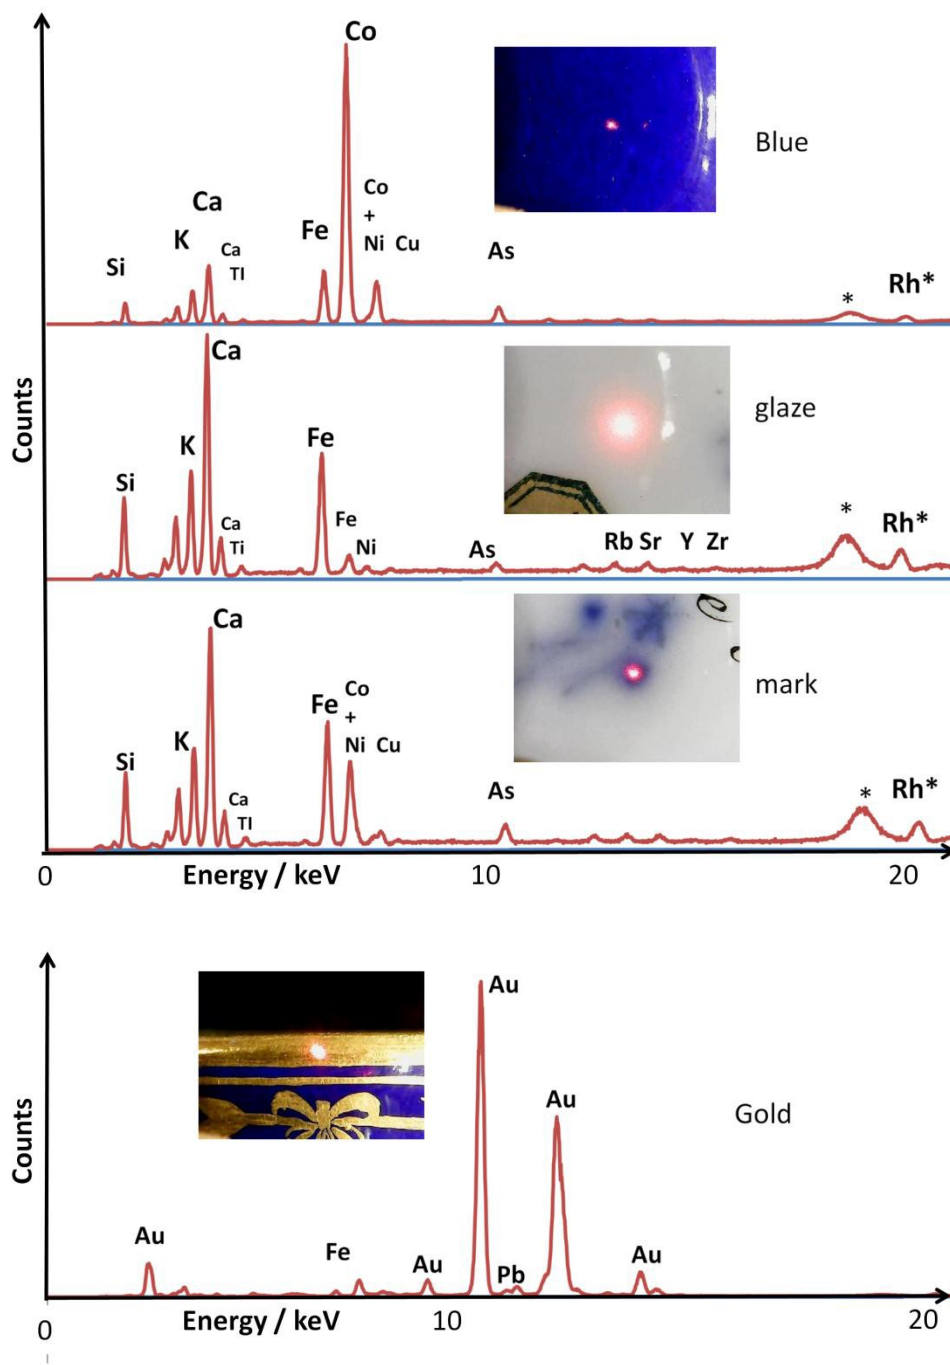 Co
Blue
Co
+
Ni Cu
Ca
K
Ca
TI
Fe
Si
As
*
Rh*
Counts
Ca
glaze
K
Fe
Si
Ca
Ti
Fe
Ni
As
Rb Sr Y Zr
*
Rh*
Ca
mark
K
Fe
Co
+
Ni Cu
Si
Ca
TI
As
*
Rh*
0
Energy / keV
10
20
Au
Au
Gold
Counts
Au
Fe
Au
Pb
Au
0
Energy / keV
10
20